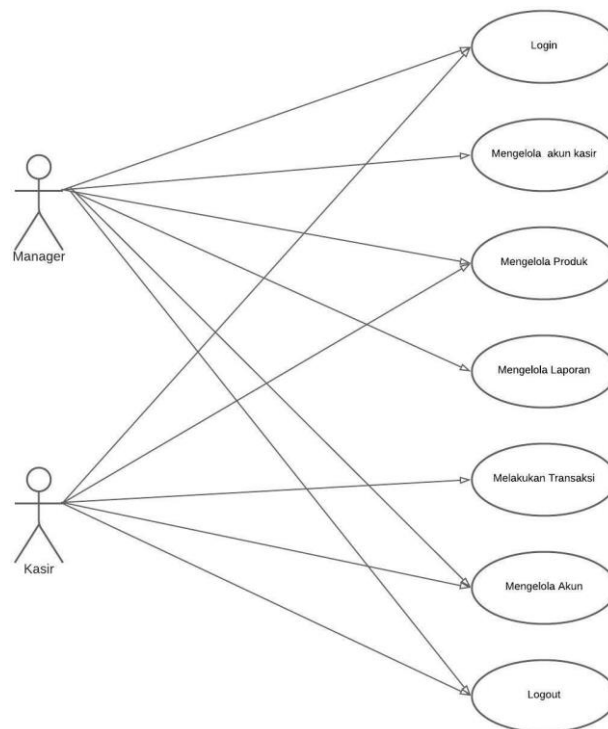 Login
Mengelola akun kasir
Manager
Mengelola Produk
Mengelola Laporan
Melakukan Transaksi
Kasir
Mengelola Akun
Logout